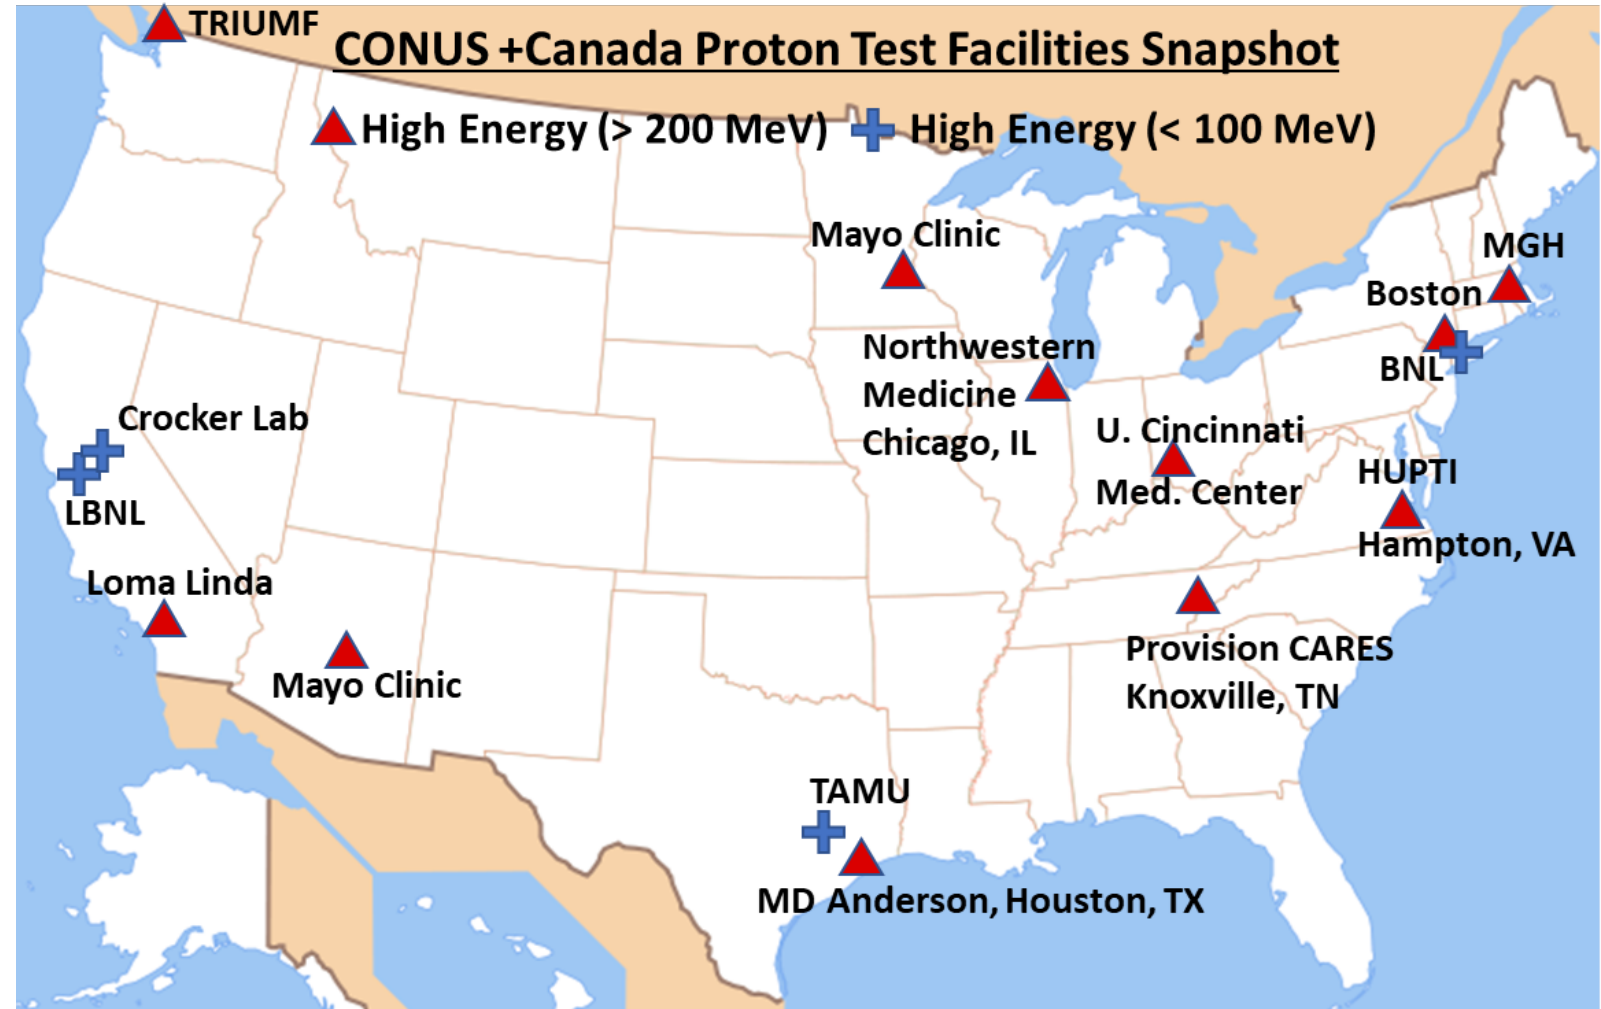 TRIUMF
CONUS +Canada Proton Test Facilities Snapshot
High Energy (> 200 MeV)
High Energy (< 100 MeV)
Mayo Clinic
MGH
Boston
Northwestern
Medicine
Chicago, IL
BNL
Crocker Lab
U. Cincinnati
Med. Center
HUPTI
Hampton, VA
LBNL
Loma Linda
Mayo Clinic
Provision CARES
Knoxville, TN
TAMU
MD Anderson, Houston, TX